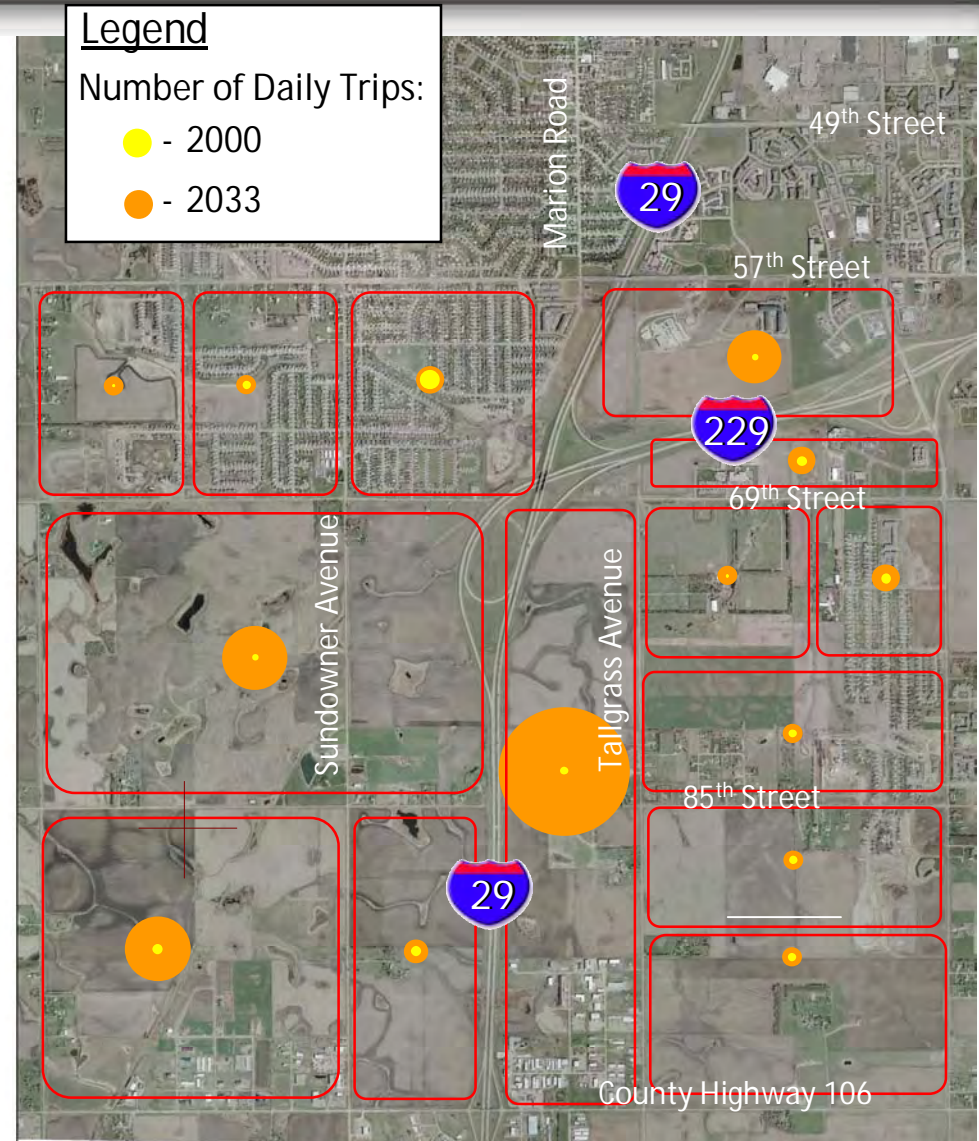 Legend
Number of Daily Trips:
- 2000
- 2033
Marion Road
49th Street
29
57th Street
229
69th Street
Sundowner Avenue
Tallgrass Avenue
85th Street
29
County Highway 106